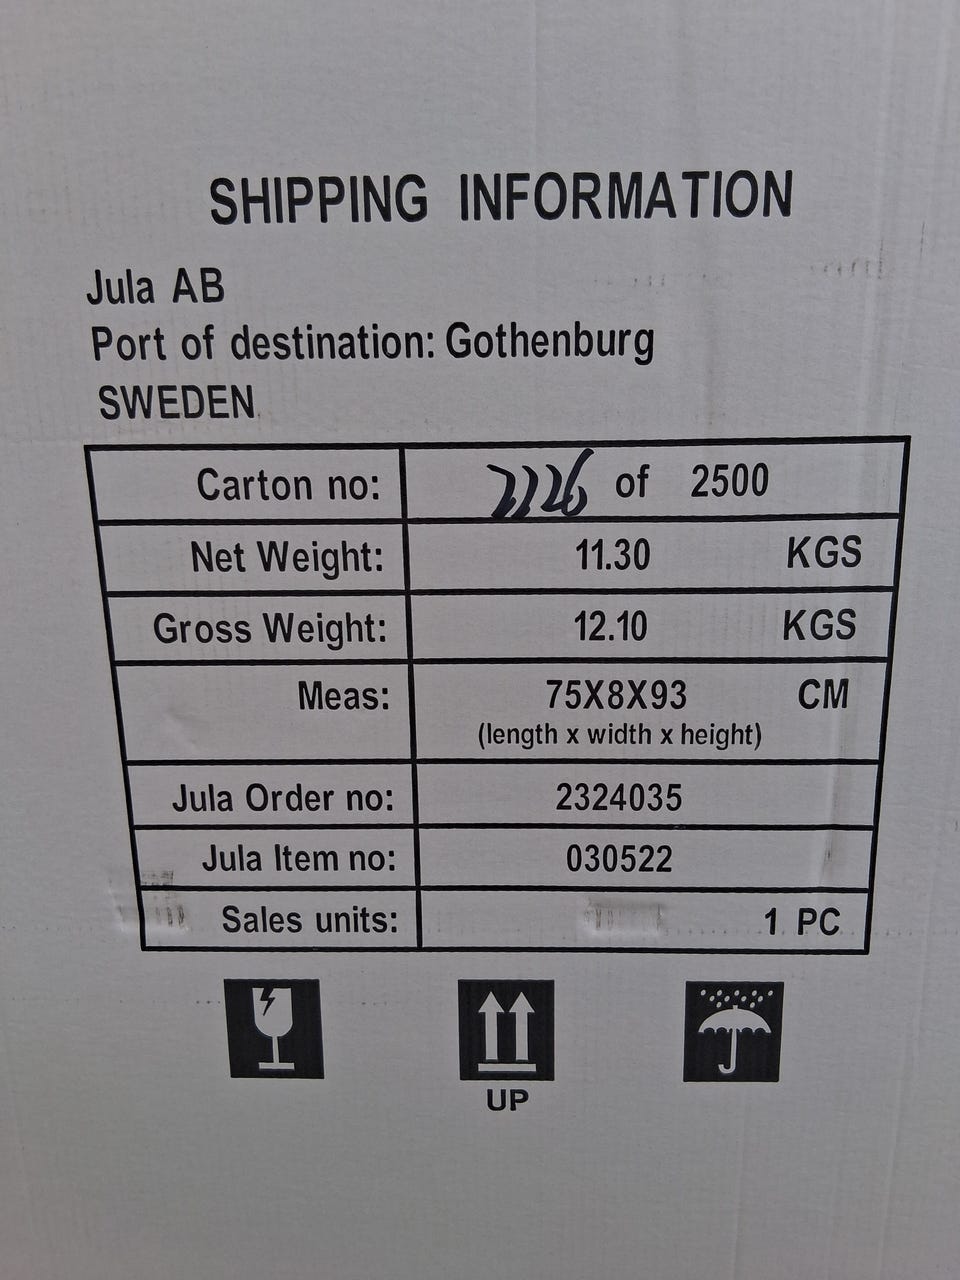 SHIPPING INFORMATION
Jula AB
Port of destination: Gothenburg
SWEDEN
Carton no: 2226 of 2500
Net Weight: 11.30 KGS
Gross Weight: 12.10 KGS
Meas: 75X8X93 CM
(length x width x height)
Jula Order no: 2324035
Jula Item no: 030522
Sales units: 1 PC
UP